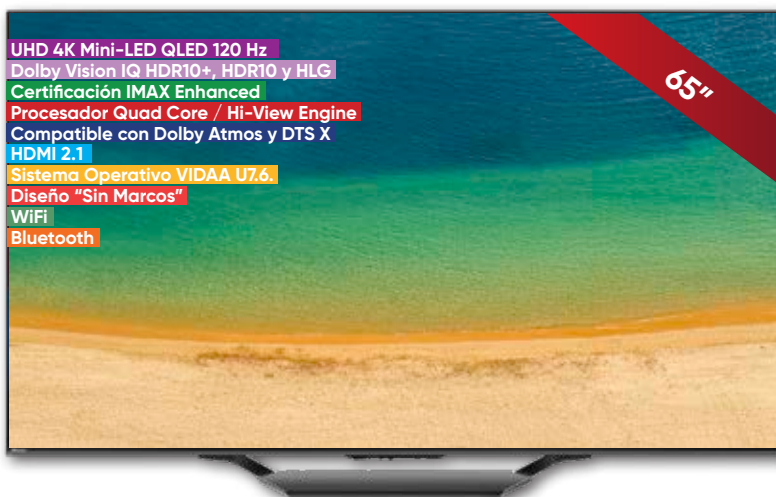 UHD 4K Mini-LED QLED 120 Hz
Dolby Vision IQ HDR10+, HDR10 y HLG
Certificación IMAX Enhanced
Procesador Quad Core / Hi-View Engine
Compatible con Dolby Atmos y DTS X
HDMI 2.1
Sistema Operativo VIDAA U7.6.
Diseño “Sin Marcos”
WiFi
Bluetooth
65”